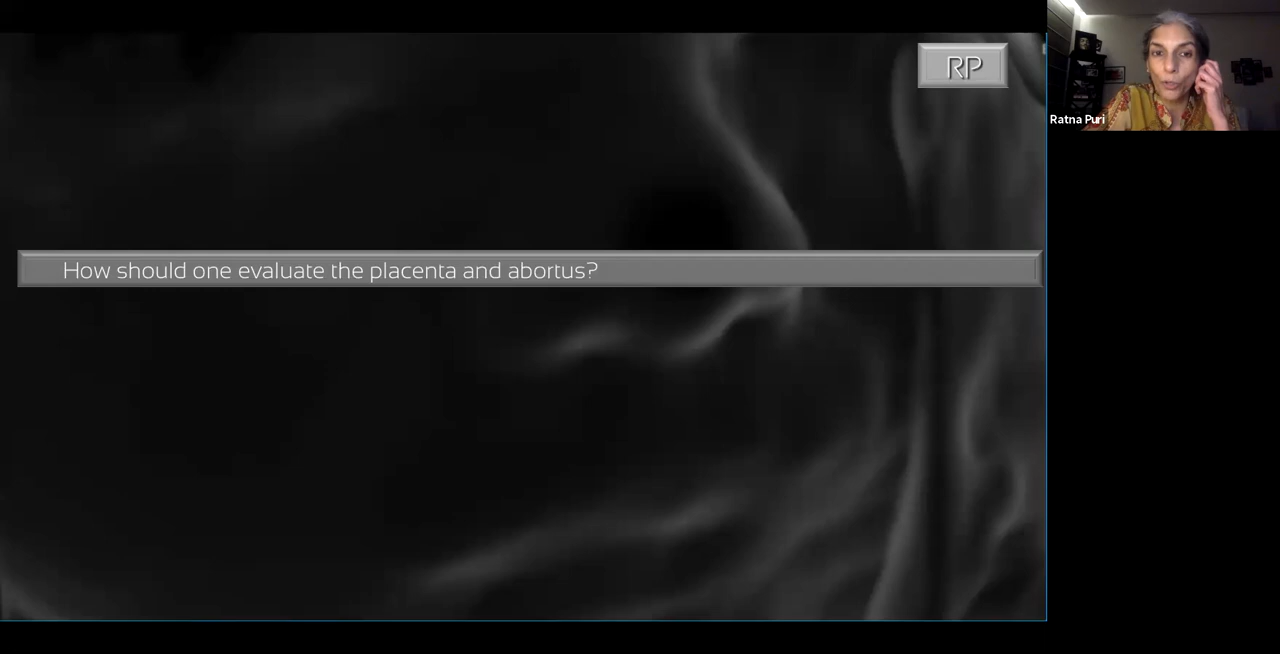 RP
Ratna Puri
How should one evaluate the placenta and abortus?